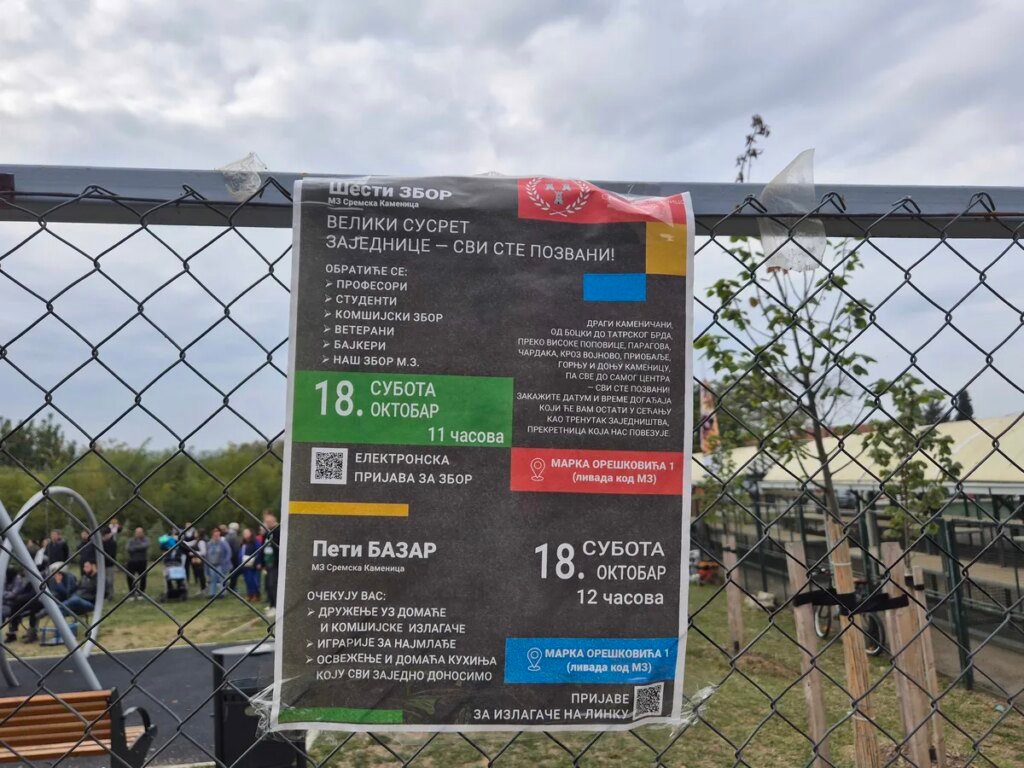 Шести ЗБОР
МЗ Сремска Каменица
ВЕЛИКИ СУСРЕТ
ЗАЈЕДНИЦЕ — СВИ СТЕ ПОЗВАНИ!
ОБРАТИЋЕ СЕ:
➢ ПРОФЕСОРИ
➢ СТУДЕНТИ
➢ КОМШИЈСКИ ЗБОР
➢ ВЕТЕРАНИ
➢ БАЈКЕРИ
➢ НАШ ЗБОР М.З.
ДРАГИ КАМЕНИЧАНИ,
ОД БОЦКИ ДО ТАТРСКОГ БРДА,
ПРЕКО ВИСОКЕ ПОПОВИЦЕ, ПАРАГОВА,
ЧАРДАКА, КРОЗ ВОЈНОВО, ПРИОБАЉЕ,
ГОРЊУ И ДОЊУ КАМЕНИЦУ,
ПА СВЕ ДО САМОГ ЦЕНТРА
— СВИ СТЕ ПОЗВАНИ!
ЗАКАЖИТЕ ДАТУМ И ВРЕМЕ ДОГАЂАЈА
КОЈИ ЋЕ ВАМ ОСТАТИ У СЕЋАЊУ
КАО ТРЕНУТАК ЗАЈЕДНИШТВА,
ПРЕКРЕТНИЦА КОЈА НАС ПОВЕЗУЈЕ.
18. СУБОТА
ОКТОБАР
11 часова
ЕЛЕКТРОНСКА
ПРИЈАВА ЗА ЗБОР
МАРКА ОРЕШКОВИЋА 1
(ливада код МЗ)
Пети БАЗАР
МЗ Сремска Каменица
18. СУБОТА
ОКТОБАР
12 часова
ОЧЕКУЈУ ВАС:
➢ ДРУЖЕЊЕ УЗ ДОМАЋЕ
И КОМШИЈСКЕ ИЗЛАГАЧЕ
➢ ИГРАРИЈЕ ЗА НАЈМЛАЂЕ
➢ ОСВЕЖЕЊЕ И ДОМАЋА КУХИЊА
КОЈУ СВИ ЗАЈЕДНО ДОНОСИМО
МАРКА ОРЕШКОВИЋА 1
(ливада код МЗ)
ПРИЈАВЕ
ЗА ИЗЛАГАЧЕ НА ЛИНКУ